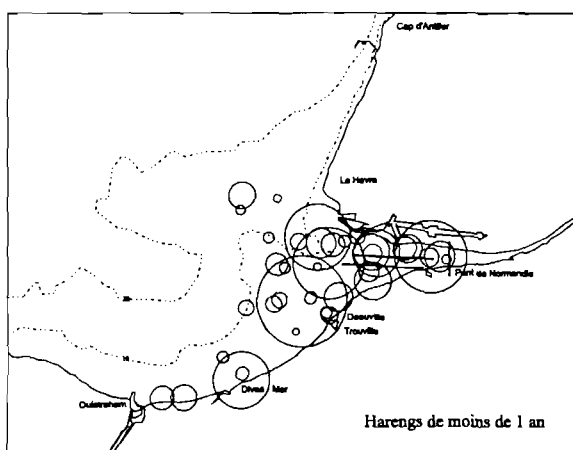 Cap d'Antifer
Le Havre
Pont de Normandie
Deauville
Trouville
Dives / Mer
Ouistreham
Harengs de moins de 1 an